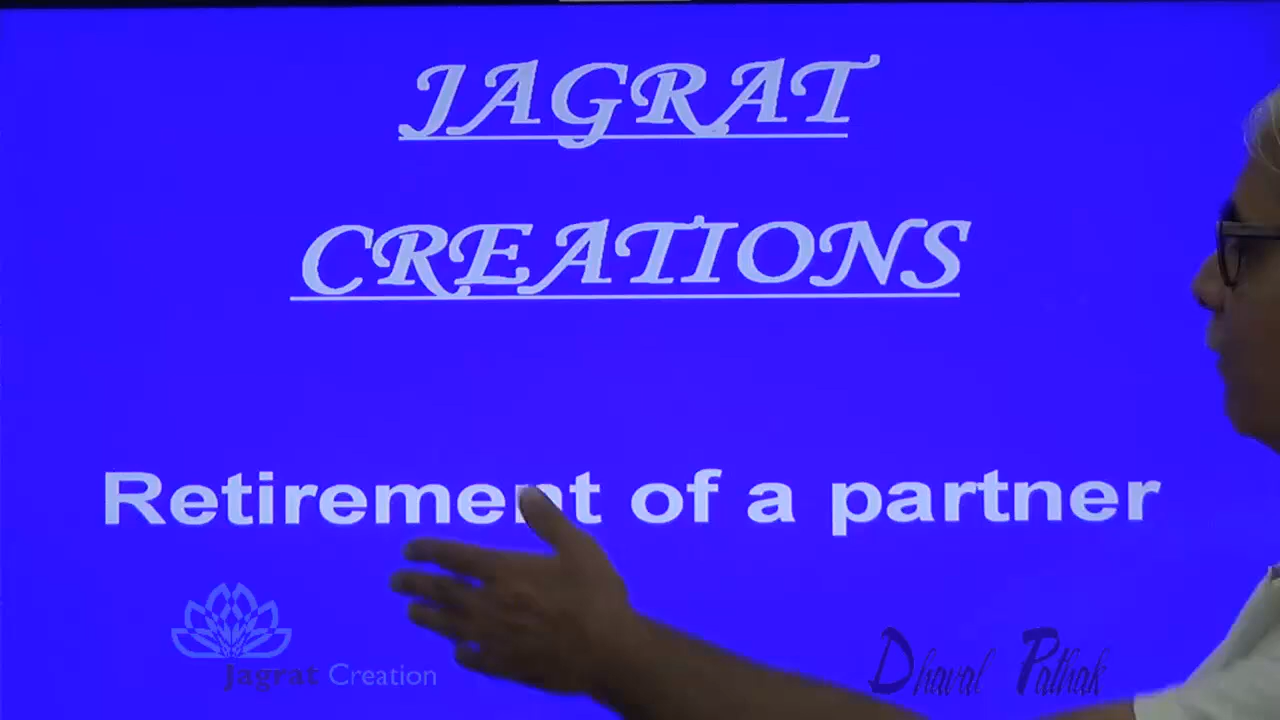 JAGRAT
CREATIONS
Retirement of a partner
Jagrat Creation
Dhaval Pathak